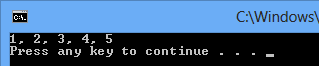 C:\Windows\
1, 2, 3, 4, 5
Press any key to continue . . .